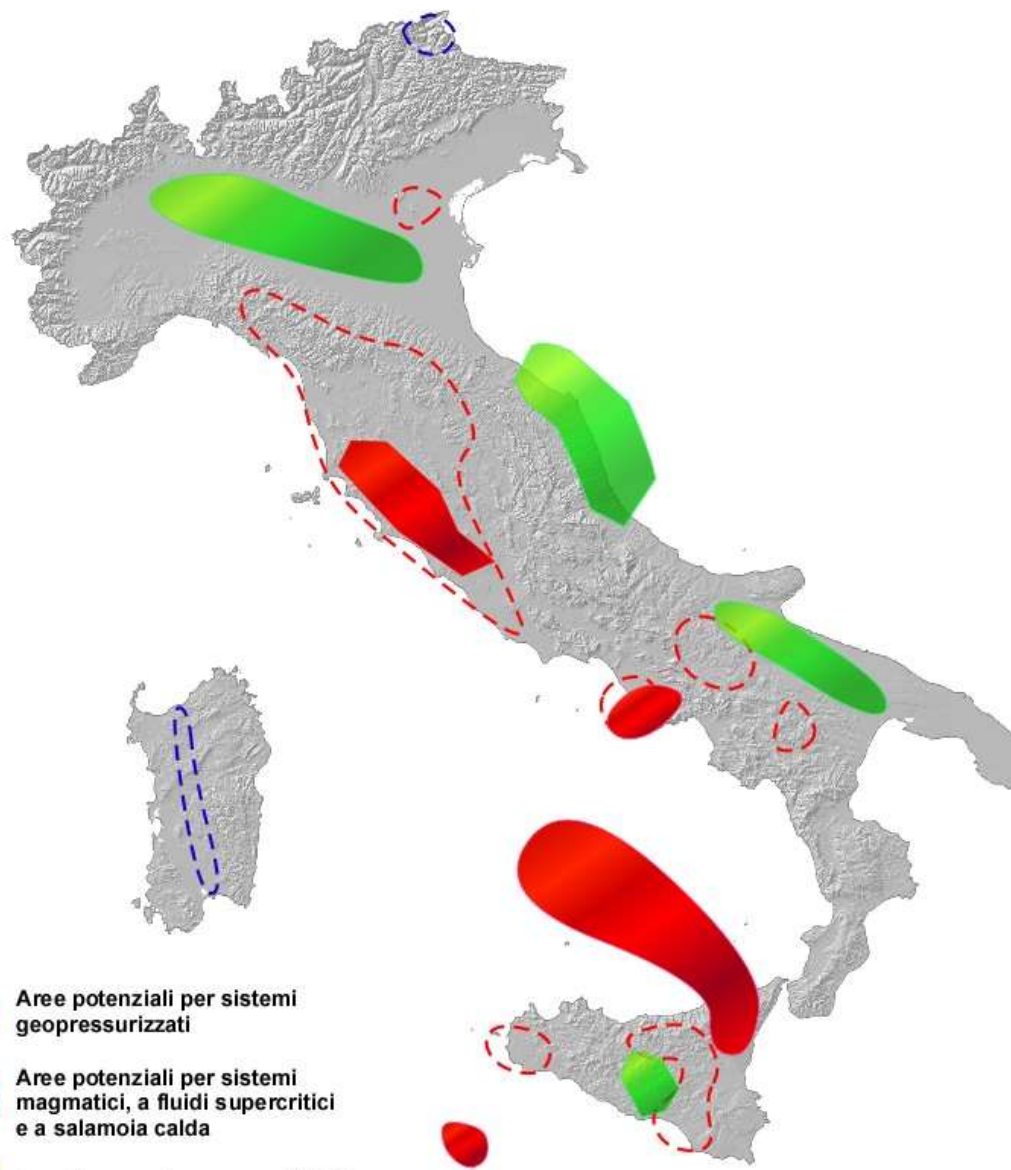 Aree potenziali per sistemi
geopressurizzati
Aree potenziali per sistemi
magmatici, a fluidi supercritici
e a salamoia calda